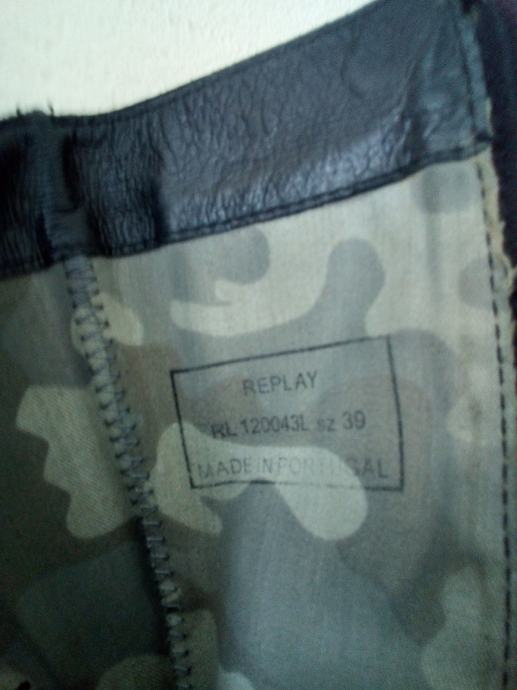 REPLAY
RL120043L sz 39
MADE IN PORTUGAL